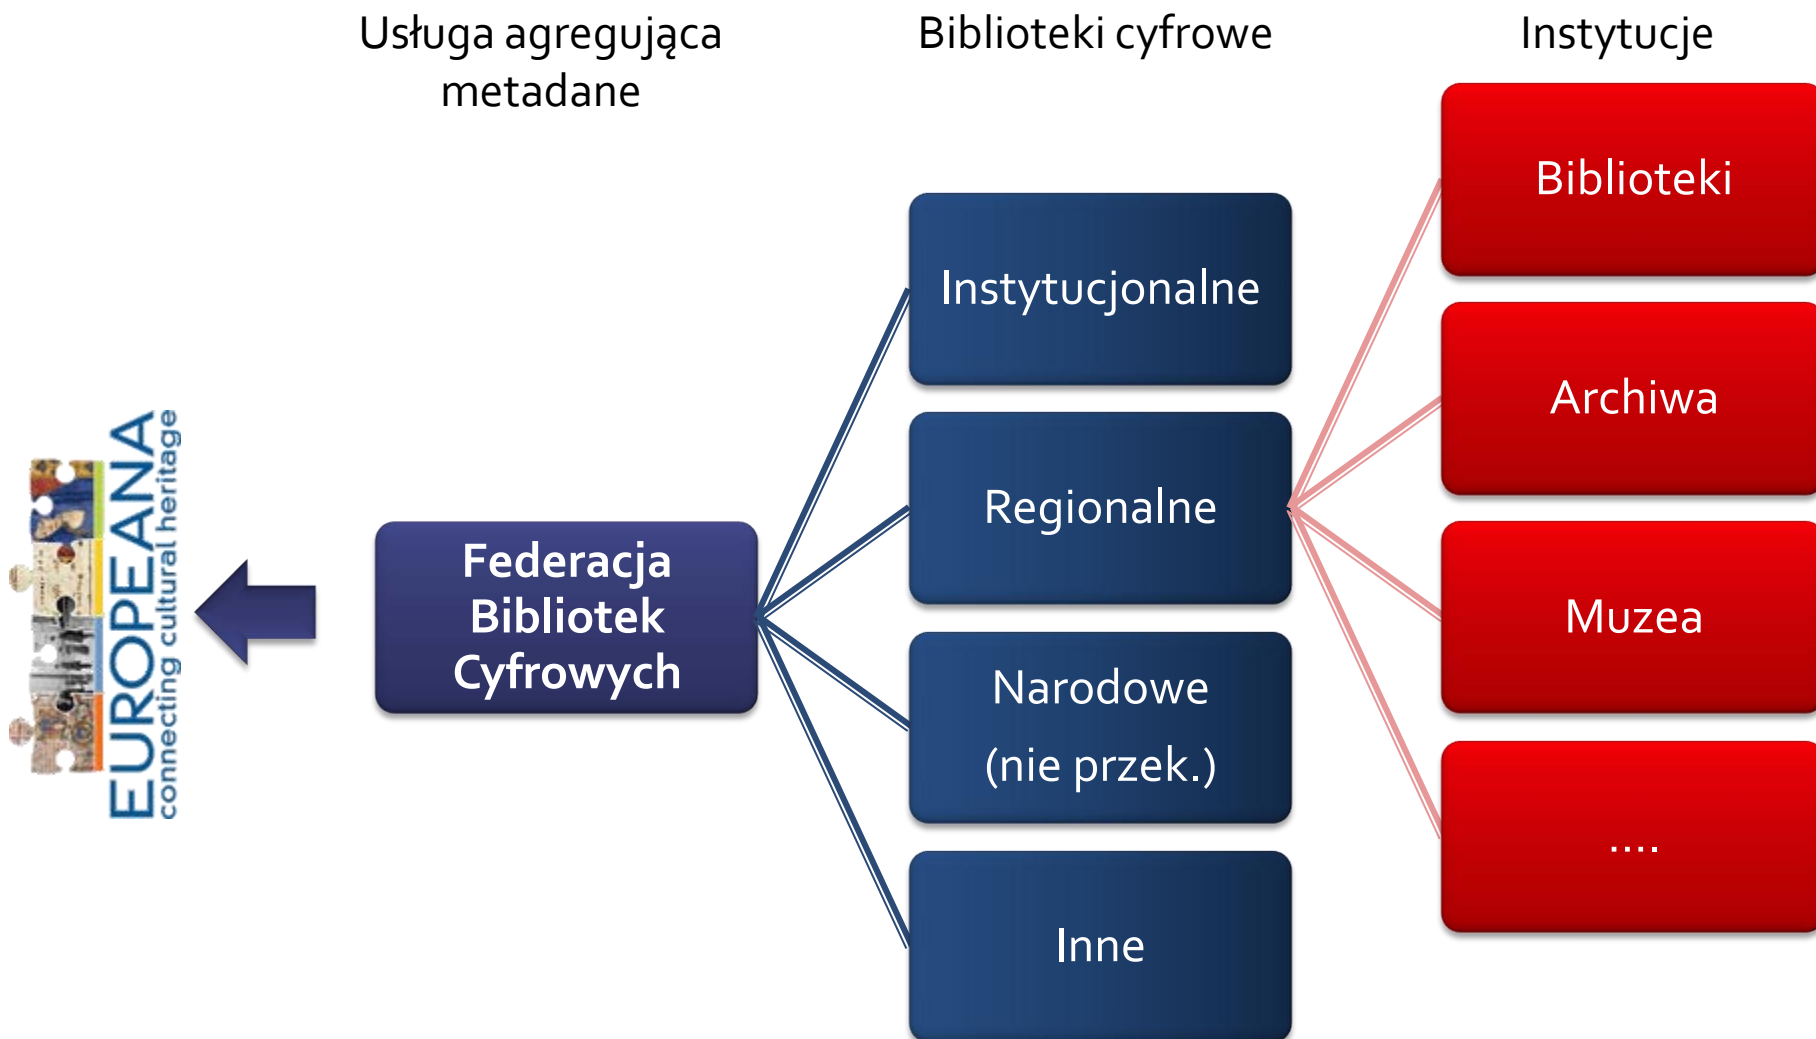 Usługa agregująca
metadane
Biblioteki cyfrowe
Instytucje
EUROPEANA
connecting cultural heritage
Federacja
Bibliotek
Cyfrowych
Instytucjonalne
Regionalne
Narodowe
(nie przek.)
Inne
Biblioteki
Archiwa
Muzea
....